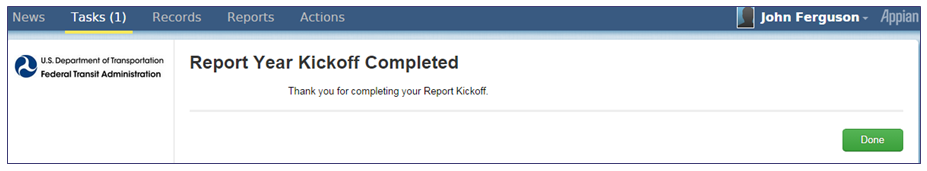 News Tasks (1) Records Reports Actions John Ferguson Appian
U.S. Department of Transportation
Federal Transit Administration
Report Year Kickoff Completed
Thank you for completing your Report Kickoff.
Done